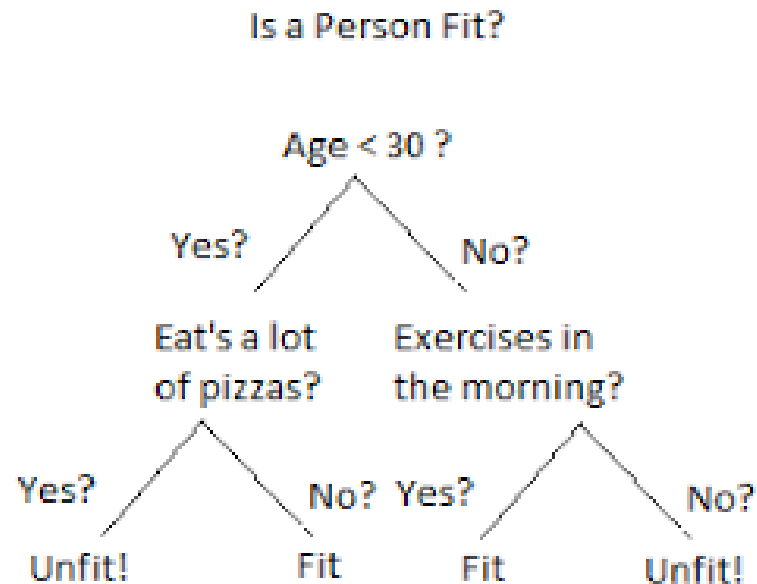 Is a Person Fit?
Age < 30 ?
Yes?
No?
Eat's a lot
of pizzas?
Exercises in
the morning?
Yes?
No?
Yes?
No?
Unfit!
Fit
Fit
Unfit!